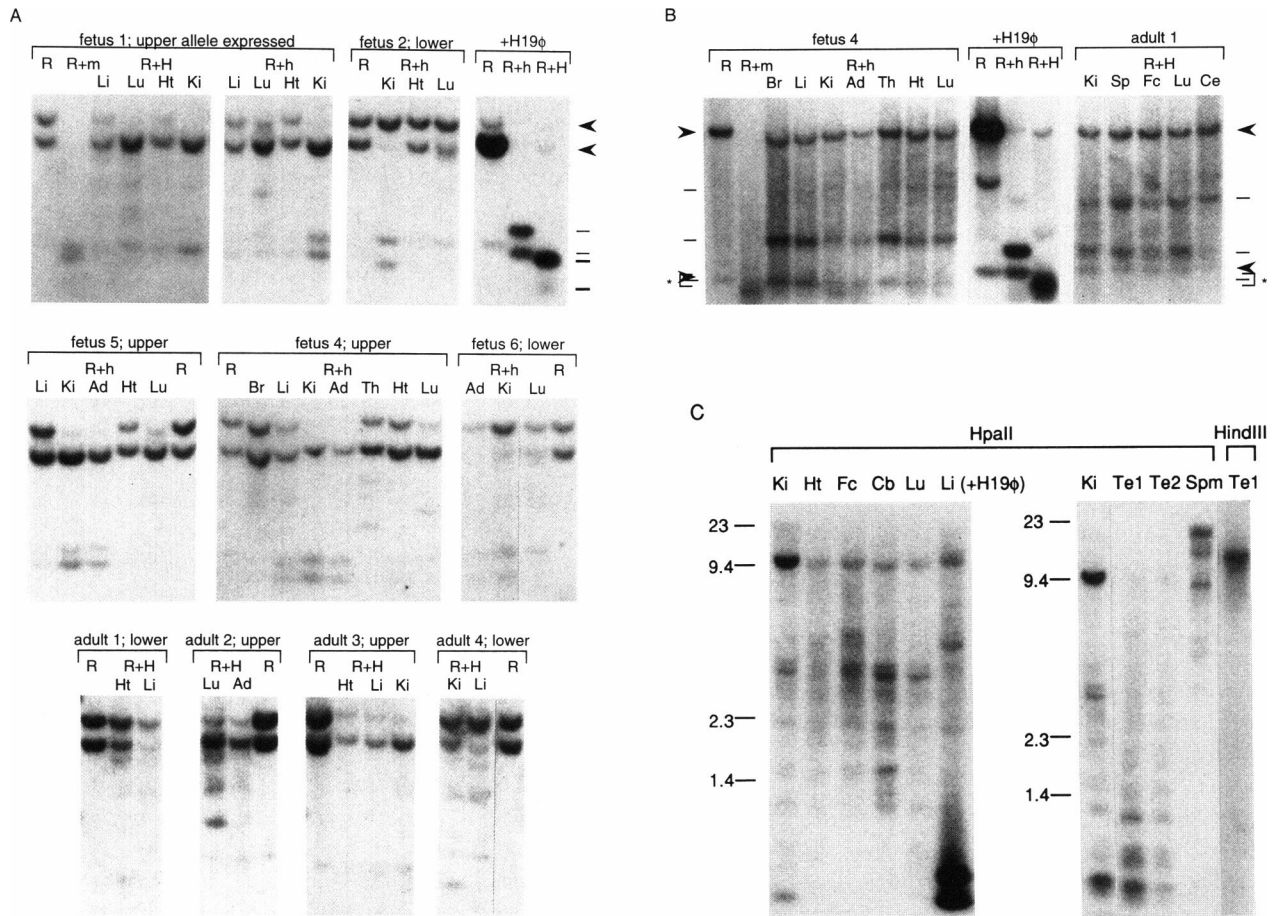 A
fetus 1; upper allele expressed
fetus 2; lower
+H19ϕ
R R+m R+H R+h R+h R R+h R+H
Li Lu Ht Ki Li Lu Ht Ki R Ki Ht Lu
fetus 5; upper
fetus 4; upper
fetus 6; lower
R+h R R R+h R+h R
Li Ki Ad Ht Lu Br Li Ki Ad Th Ht Lu Ad Ki Lu
adult 1; lower
adult 2; upper
adult 3; upper
adult 4; lower
R R+H R+H R R R+H R+H R
Ht Li Lu Ad Ht Li Ki Ki Li
B
fetus 4
+H19ϕ
adult 1
R R+m R+h R R+h R+H R+H
Br Li Ki Ad Th Ht Lu Ki Sp Fc Lu Ce
* *
C
HpaII
HindIII
Ki Ht Fc Cb Lu Li (+H19ϕ) Ki Te1 Te2 Spm Te1
23
9.4
2.3
1.4
23
9.4
2.3
1.4